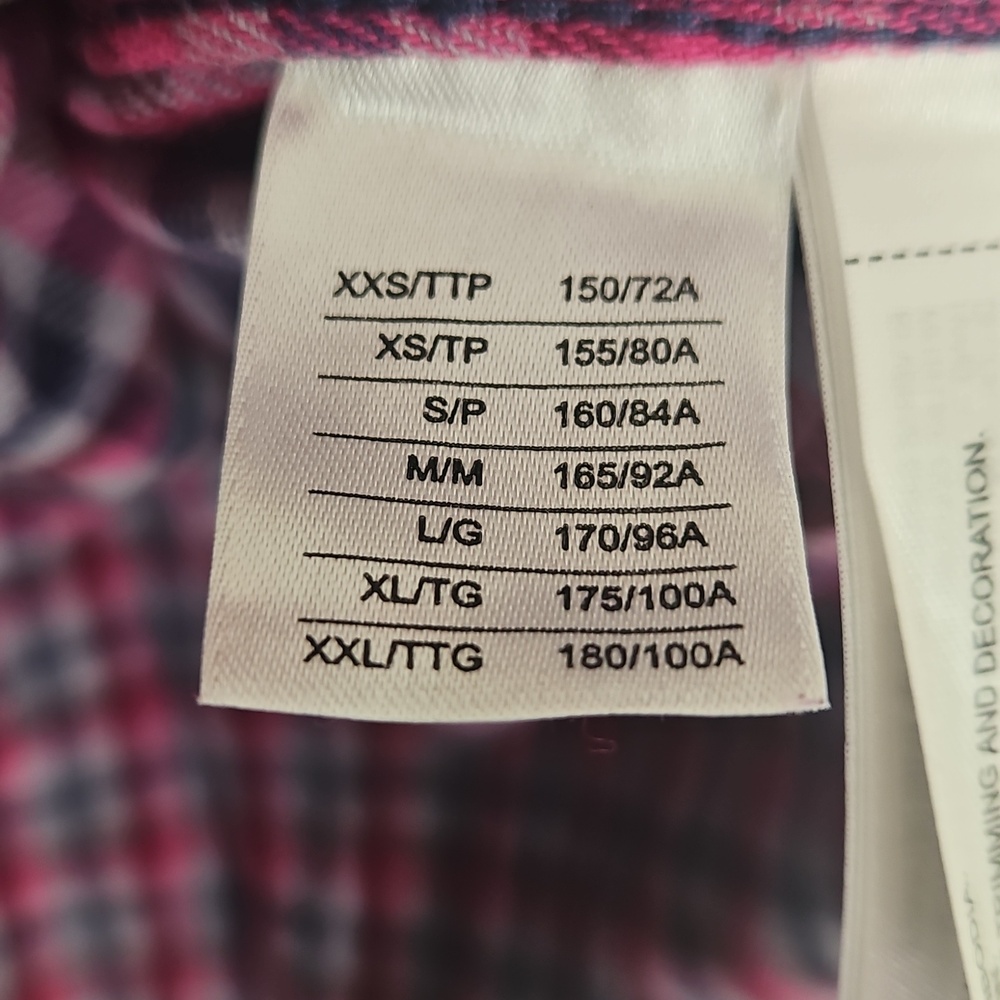 XXS/TTP 150/72A
XS/TP 155/80A
S/P 160/84A
M/M 165/92A
L/G 170/96A
XL/TG 175/100A
XXL/TTG 180/100A
AND DECORATION.